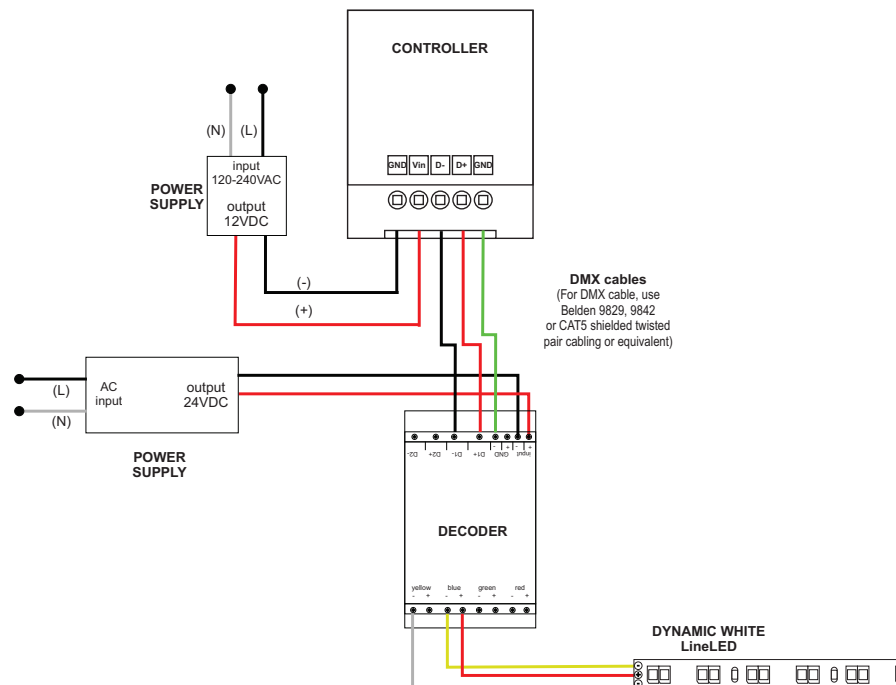 CONTROLLER
(N)
(L)
GND Vin D- D+ GND
input
120-240VAC
POWER
SUPPLY
output
12VDC
(-)
(+)
DMX cables
(For DMX cable, use
Belden 9829, 9842
or CAT5 shielded twisted
pair cabling or equivalent)
(L)
(N)
AC
input
output
24VDC
POWER
SUPPLY
- + - +
D2- D2+ D1- D1+ GND input
DECODER
yellow blue green red
- + - + - + - +
DYNAMIC WHITE
LineLED